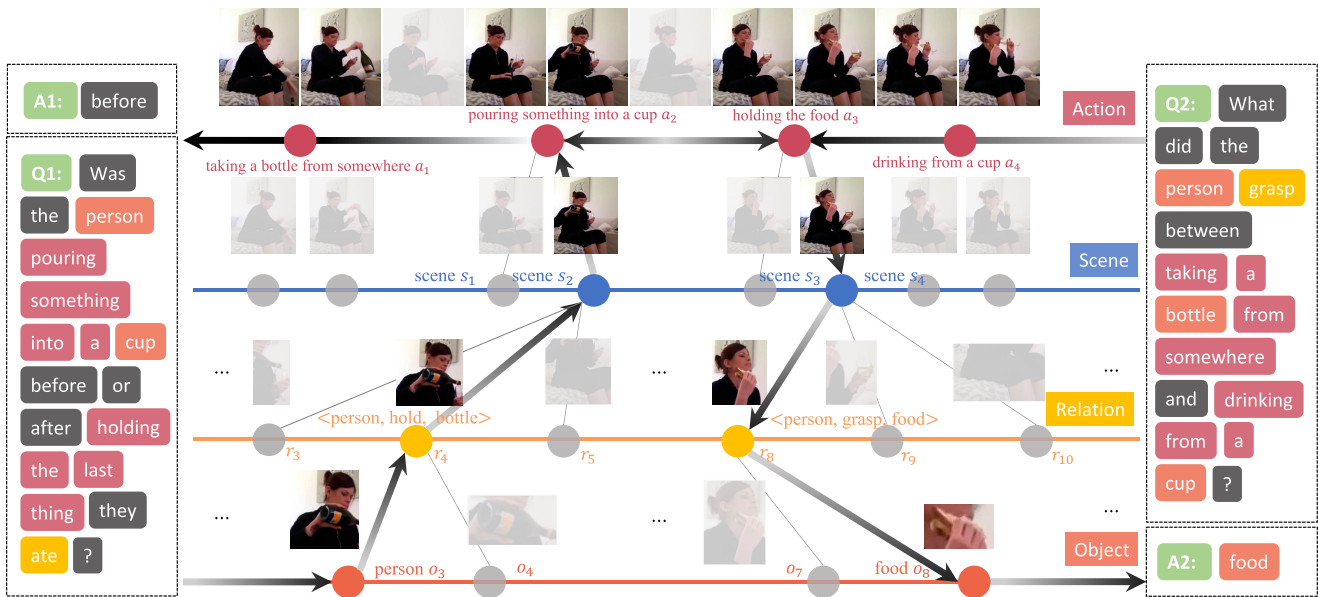 A1: before
Q1: Was
the person
pouring
something
into a cup
before or
after holding
the last
thing they
ate ?
pouring something into a cup a₂
holding the food a₃
Action
taking a bottle from somewhere a₁
drinking from a cup a₄
scene s₁
scene s₂
scene s₃
scene s₄
Scene
...
...
...
<person, hold, bottle>
<person, grasp, food>
Relation
r₃
r₄
r₅
r₈
r₉
r₁₀
...
...
...
Object
person o₃
o₄
o₇
food o₈
Q2: What
did the
person grasp
between
taking a
bottle from
somewhere
and drinking
from a
cup ?
A2: food